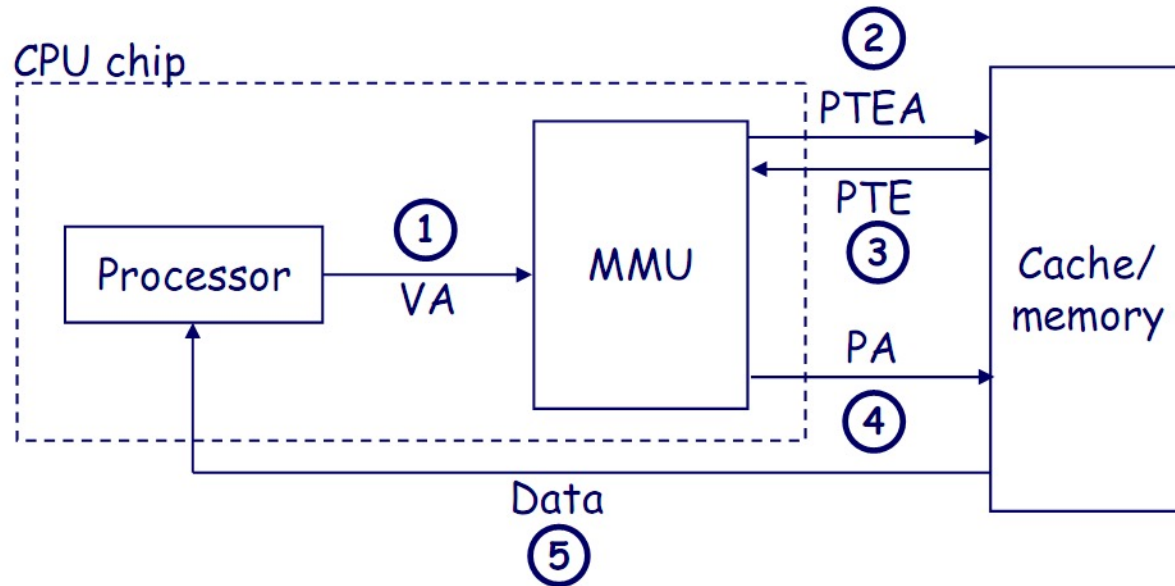 2
CPU chip
PTEA
1
PTE
Processor
MMU
3
Cache/
VA
memory
PA
4
Data
5